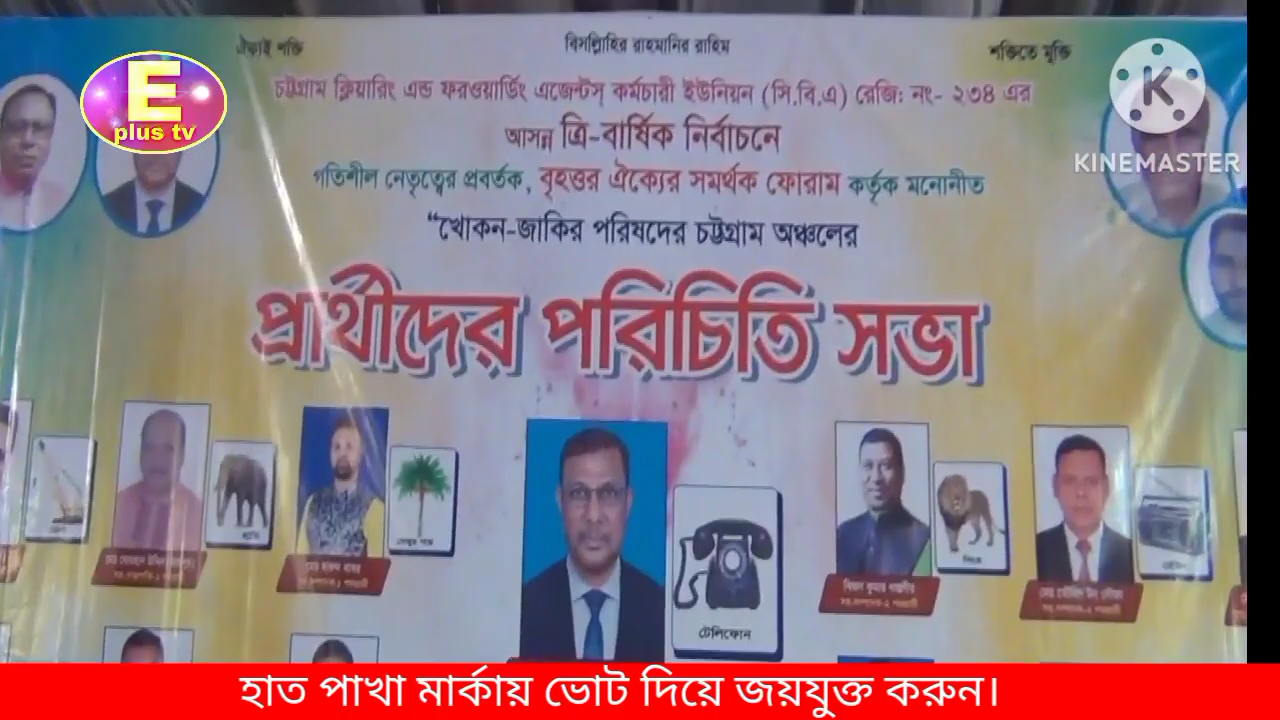 ঐক্যই শক্তি
বিসমিল্লাহির রাহমানির রাহিম
শক্তিতে মুক্তি
E
plus tv
K
KINEMASTER
চট্টগ্রাম ক্লিয়ারিং এন্ড ফরওয়ার্ডিং এজেন্টস্ কর্মচারী ইউনিয়ন (সি.বি.এ) রেজি: নং- ২৩৪ এর
আসন্ন ত্রি-বার্ষিক নির্বাচনে
গতিশীল নেতৃত্বের প্রবর্তক, বৃহত্তর ঐক্যের সমর্থক ফোরাম কর্তৃক মনোনীত
“খোকন-জাকির পরিষদের চট্টগ্রাম অঞ্চলের
প্রার্থীদের পরিচিতি সভা
টেলিফোন
হাত পাখা মার্কায় ভোট দিয়ে জয়যুক্ত করুন।